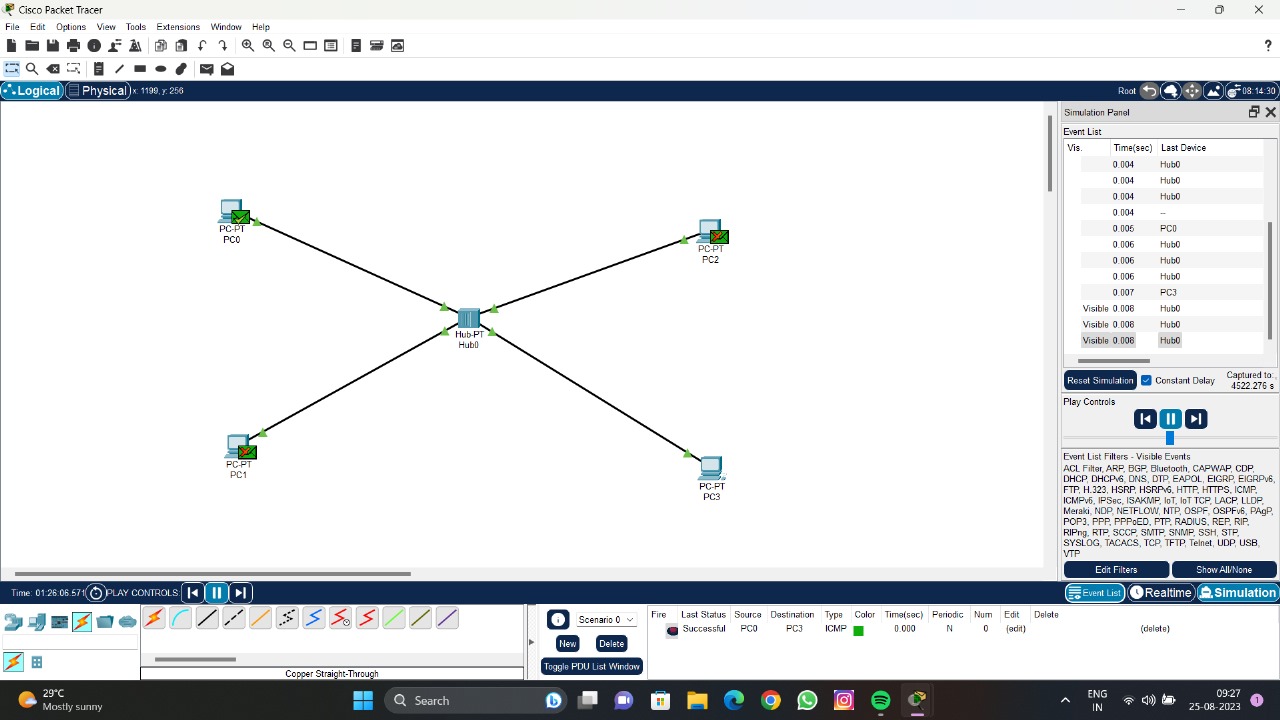 Cisco Packet Tracer
File Edit Options View Tools Extensions Window Help
?
Logical Physical x: 1199, y: 256
Root 08:14:30
Simulation Panel
Event List
Vis. Time(sec) Last Device
0.004 Hub0
0.004 Hub0
0.004 Hub0
0.004 --
0.005 PC0
0.006 Hub0
0.006 Hub0
0.006 Hub0
0.007 PC3
Visible 0.008 Hub0
Visible 0.008 Hub0
Visible 0.008 Hub0
Reset Simulation Constant Delay Captured to:
4522.276 s
Play Controls
Event List Filters - Visible Events
ACL Filter, ARP, BGP, Bluetooth, CAPWAP, CDP,
DHCP, DHCPv6, DNS, DTP, EAPOL, EIGRP, EIGRPv6,
FTP, H.323, HSRP, HSRPv6, HTTP, HTTPS, ICMP,
ICMPv6, IPSec, ISAKMP, IoT, IoT TCP, LACP, LLDP,
Meraki, NDP, NETFLOW, NTP, OSPF, OSPFv6, PAgP,
POP3, PPP, PPPoED, PTP, RADIUS, REP, RIP,
RIPng, RTP, SCCP, SMTP, SNMP, SSH, STP,
SYSLOG, TACACS, TCP, TFTP, Telnet, UDP, USB,
VTP
Edit Filters Show All/None
PC-PT
PC0
PC-PT
PC2
Hub-PT
Hub0
PC-PT
PC1
PC-PT
PC3
Time: 01:26:06.571 PLAY CONTROLS:
Event List Realtime Simulation
Scenario 0
New Delete
Toggle PDU List Window
Fire Last Status Source Destination Type Color Time(sec) Periodic Num Edit Delete
Successful PC0 PC3 ICMP 0.000 N 0 (edit) (delete)
Copper Straight-Through
29°C
Mostly sunny
Search
ENG
IN
09:27
25-08-2023
1